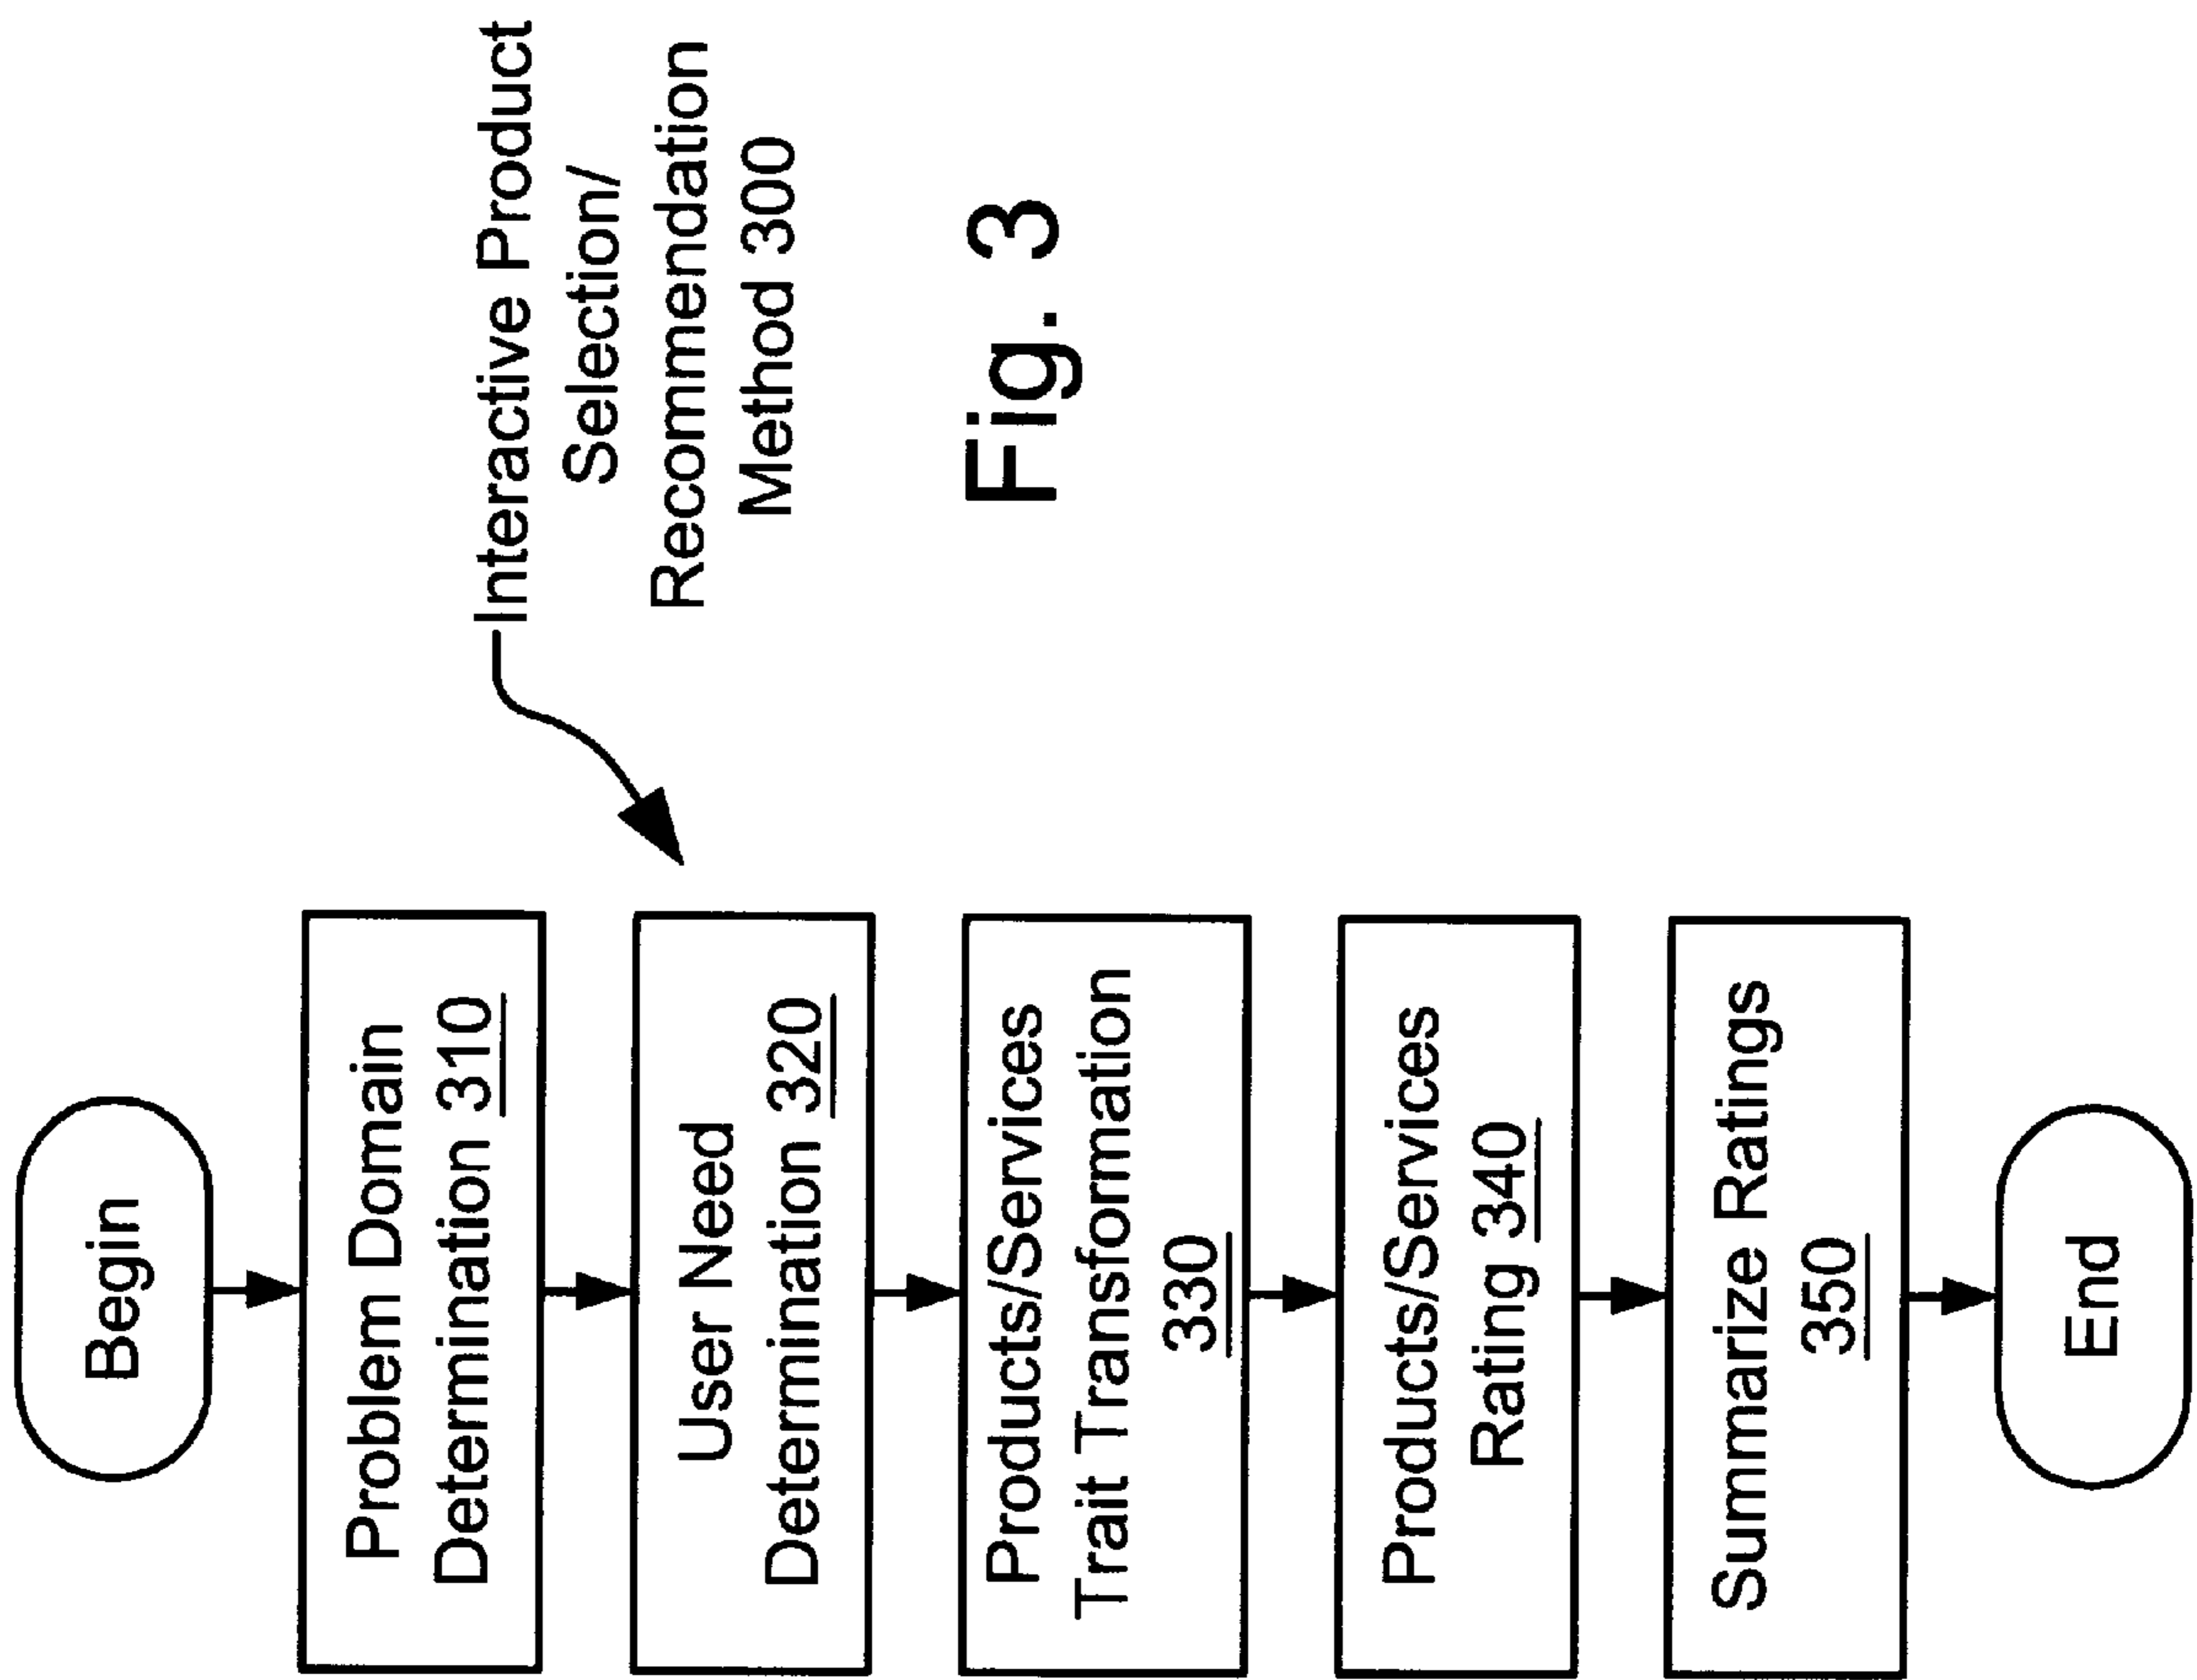 Begin
Problem Domain
Determination 310
User Need
Determination 320
Products/Services
Trait Transformation
330
Products/Services
Rating 340
Summarize Ratings
350
End
Interactive Product
Selection/
Recommendation
Method 300
Fig. 3